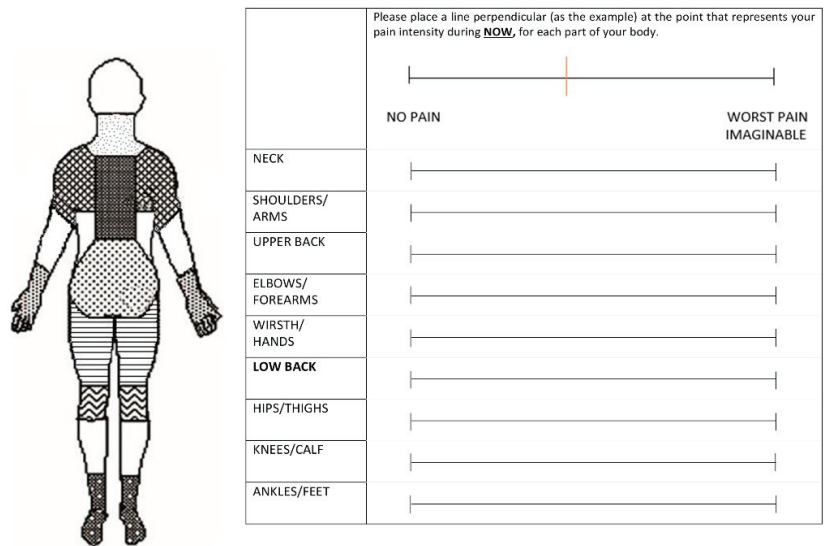 Please place a line perpendicular (as the example) at the point that represents your
pain intensity during NOW, for each part of your body.
NO PAIN
WORST PAIN
IMAGINABLE
NECK
SHOULDERS/
ARMS
UPPER BACK
ELBOWS/
FOREARMS
WIRSTH/
HANDS
LOW BACK
HIPS/THIGHS
KNEES/CALF
ANKLES/FEET